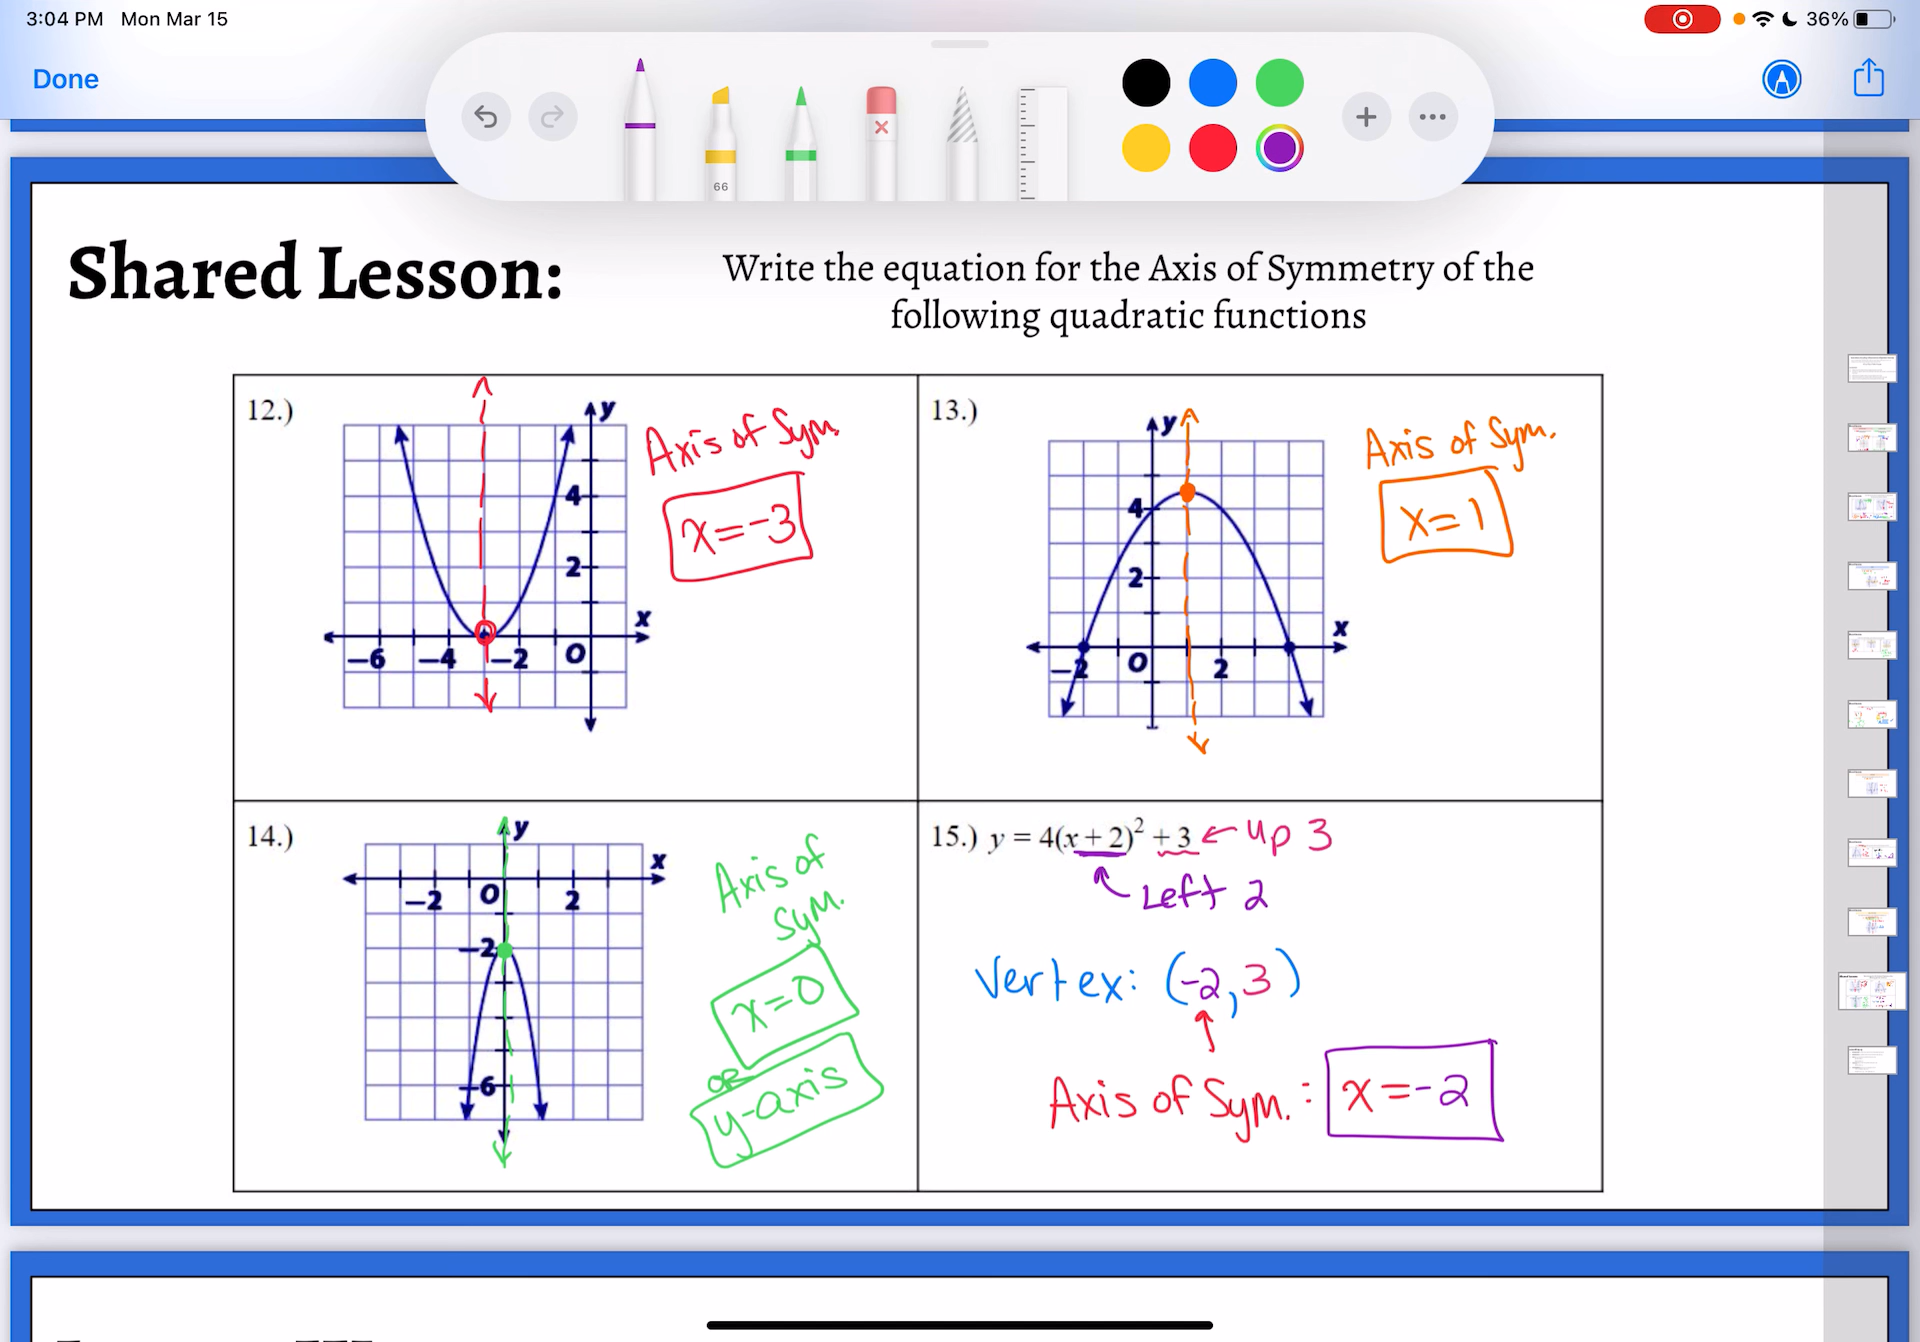 3:04 PM Mon Mar 15
36%
Done
66
Shared Lesson:
Write the equation for the Axis of Symmetry of the
following quadratic functions
12.)
y
4
2
x
-6 -4 -2 O
Axis of Sym.
x=-3
13.)
y
4
2
x
-2 O 2
Axis of Sym.
x=1
14.)
y
x
-2 O 2
-2
-6
Axis of
Sym.
x=0
OR
y-axis
15.) y = 4(x + 2)² + 3 ← up 3
Left 2
Vertex: (-2,3)
Axis of Sym.: x=-2